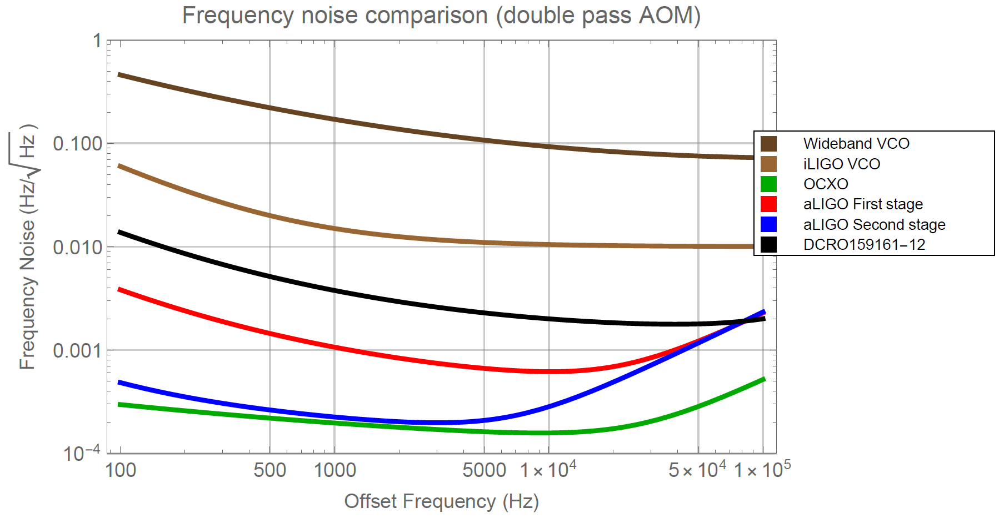 Frequency noise comparison (double pass AOM)
Frequency Noise (Hz/√Hz )
1
0.100
0.010
0.001
10⁻⁴
100 500 1000 5000 1×10⁴ 5×10⁴ 1×10⁵
Offset Frequency (Hz)
Wideband VCO
iLIGO VCO
OCXO
aLIGO First stage
aLIGO Second stage
DCRO159161−12